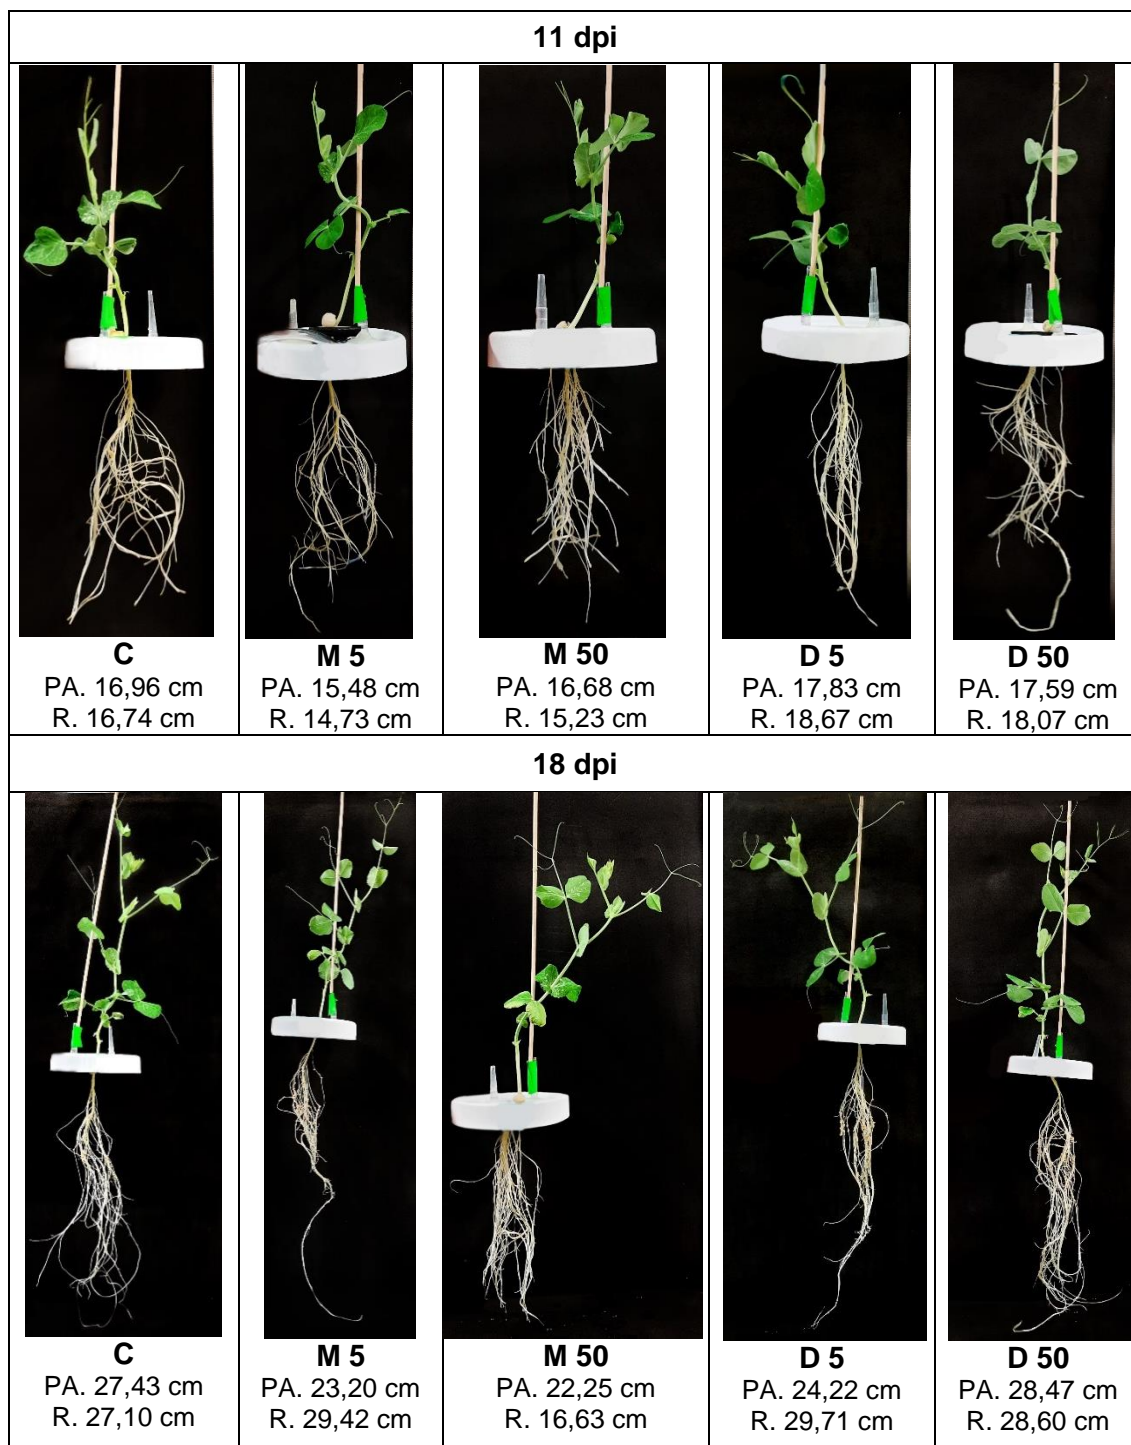 11 dpi
C
PA. 16,96 cm
R. 16,74 cm
M 5
PA. 15,48 cm
R. 14,73 cm
M 50
PA. 16,68 cm
R. 15,23 cm
D 5
PA. 17,83 cm
R. 18,67 cm
D 50
PA. 17,59 cm
R. 18,07 cm
18 dpi
C
PA. 27,43 cm
R. 27,10 cm
M 5
PA. 23,20 cm
R. 29,42 cm
M 50
PA. 22,25 cm
R. 16,63 cm
D 5
PA. 24,22 cm
R. 29,71 cm
D 50
PA. 28,47 cm
R. 28,60 cm